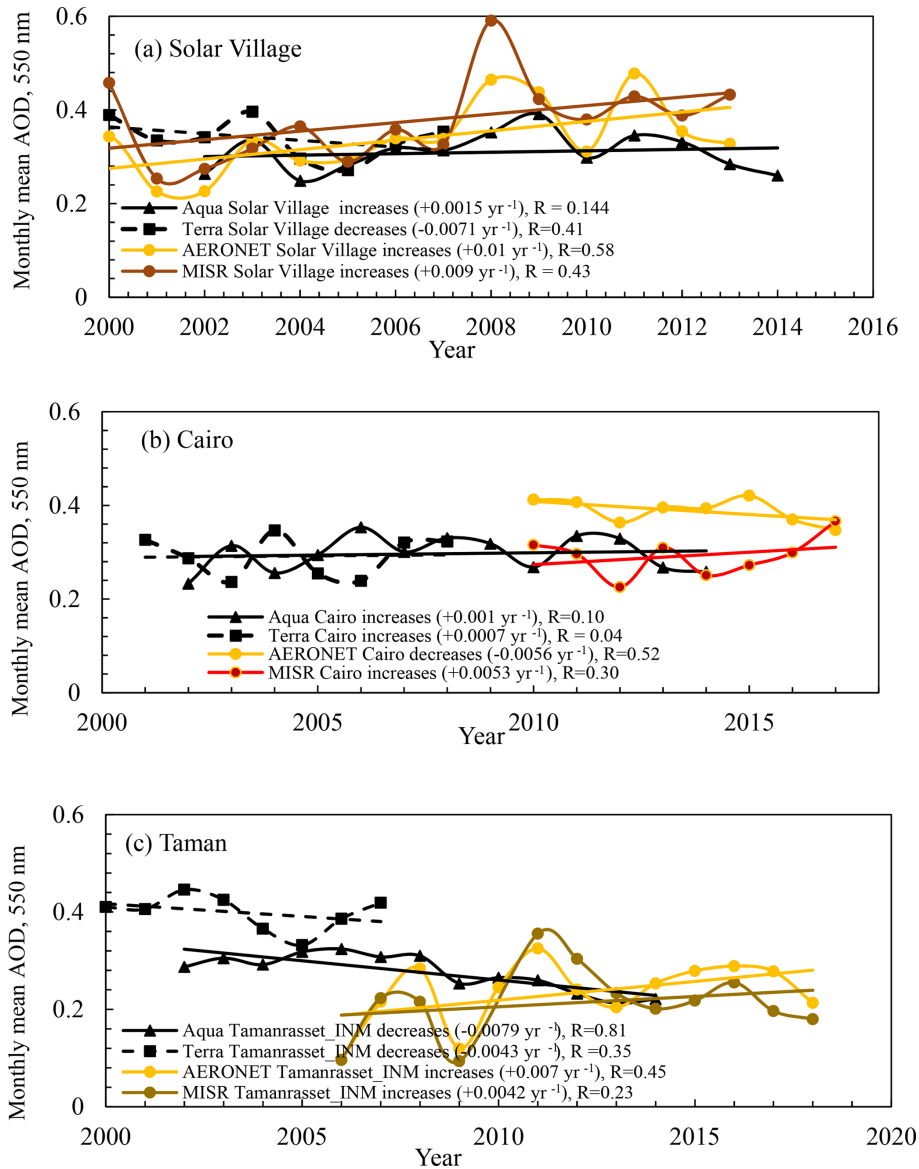 (a) Solar Village
Monthly mean AOD, 550 nm
0.6
0.4
0.2
0
Aqua Solar Village increases (+0.0015 yr -1), R = 0.144
Terra Solar Village decreases (-0.0071 yr -1), R=0.41
AERONET Solar Village increases (+0.01 yr -1), R=0.58
MISR Solar Village increases (+0.009 yr -1), R = 0.43
2000 2002 2004 2006 2008 2010 2012 2014 2016
Year
(b) Cairo
Monthly mean AOD, 550 nm
0.6
0.4
0.2
0
Aqua Cairo increases (+0.001 yr -1), R=0.10
Terra Cairo increases (+0.0007 yr -1), R = 0.04
AERONET Cairo decreases (-0.0056 yr -1), R=0.52
MISR Cairo increases (+0.0053 yr -1), R=0.30
2000 2005 2010 2015
Year
(c) Taman
Monthly mean AOD, 550 nm
0.6
0.4
0.2
0
Aqua Tamanrasset_INM decreases (-0.0079 yr -1), R=0.81
Terra Tamanrasset_INM decreases (-0.0043 yr -1), R =0.35
AERONET Tamanrasset_INM increases (+0.007 yr -1), R=0.45
MISR Tamanrasset_INM increases (+0.0042 yr -1), R=0.23
2000 2005 2010 2015 2020
Year